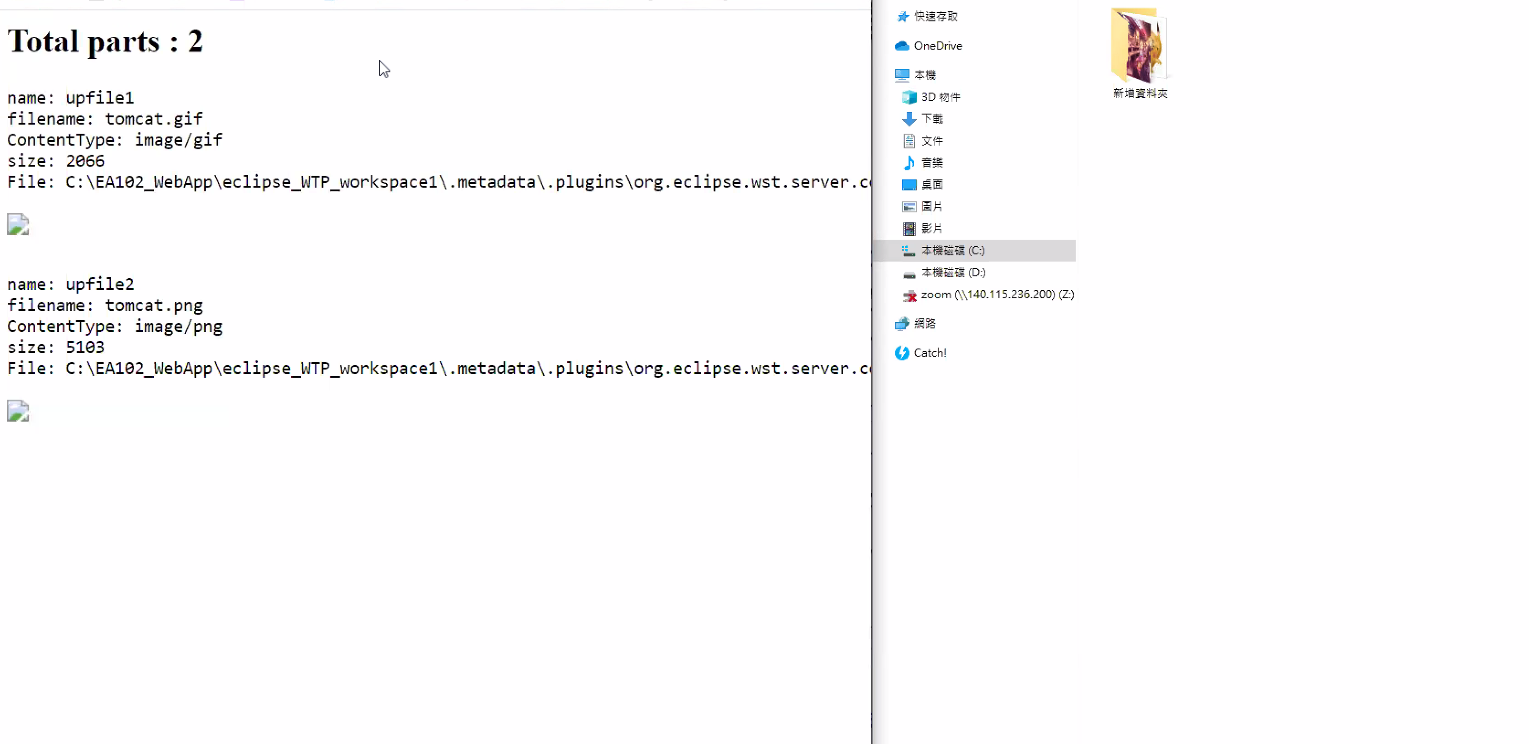 Total parts : 2
name: upfile1
filename: tomcat.gif
ContentType: image/gif
size: 2066
File: C:\EA102_WebApp\eclipse_WTP_workspace1\.metadata\.plugins\org.eclipse.wst.server.co
name: upfile2
filename: tomcat.png
ContentType: image/png
size: 5103
File: C:\EA102_WebApp\eclipse_WTP_workspace1\.metadata\.plugins\org.eclipse.wst.server.co
快速存取
OneDrive
本機
3D 物件
下載
文件
音樂
桌面
圖片
影片
本機磁碟 (C:)
本機磁碟 (D:)
zoom (\\140.115.236.200) (Z:)
網路
Catch!
新增資料夾